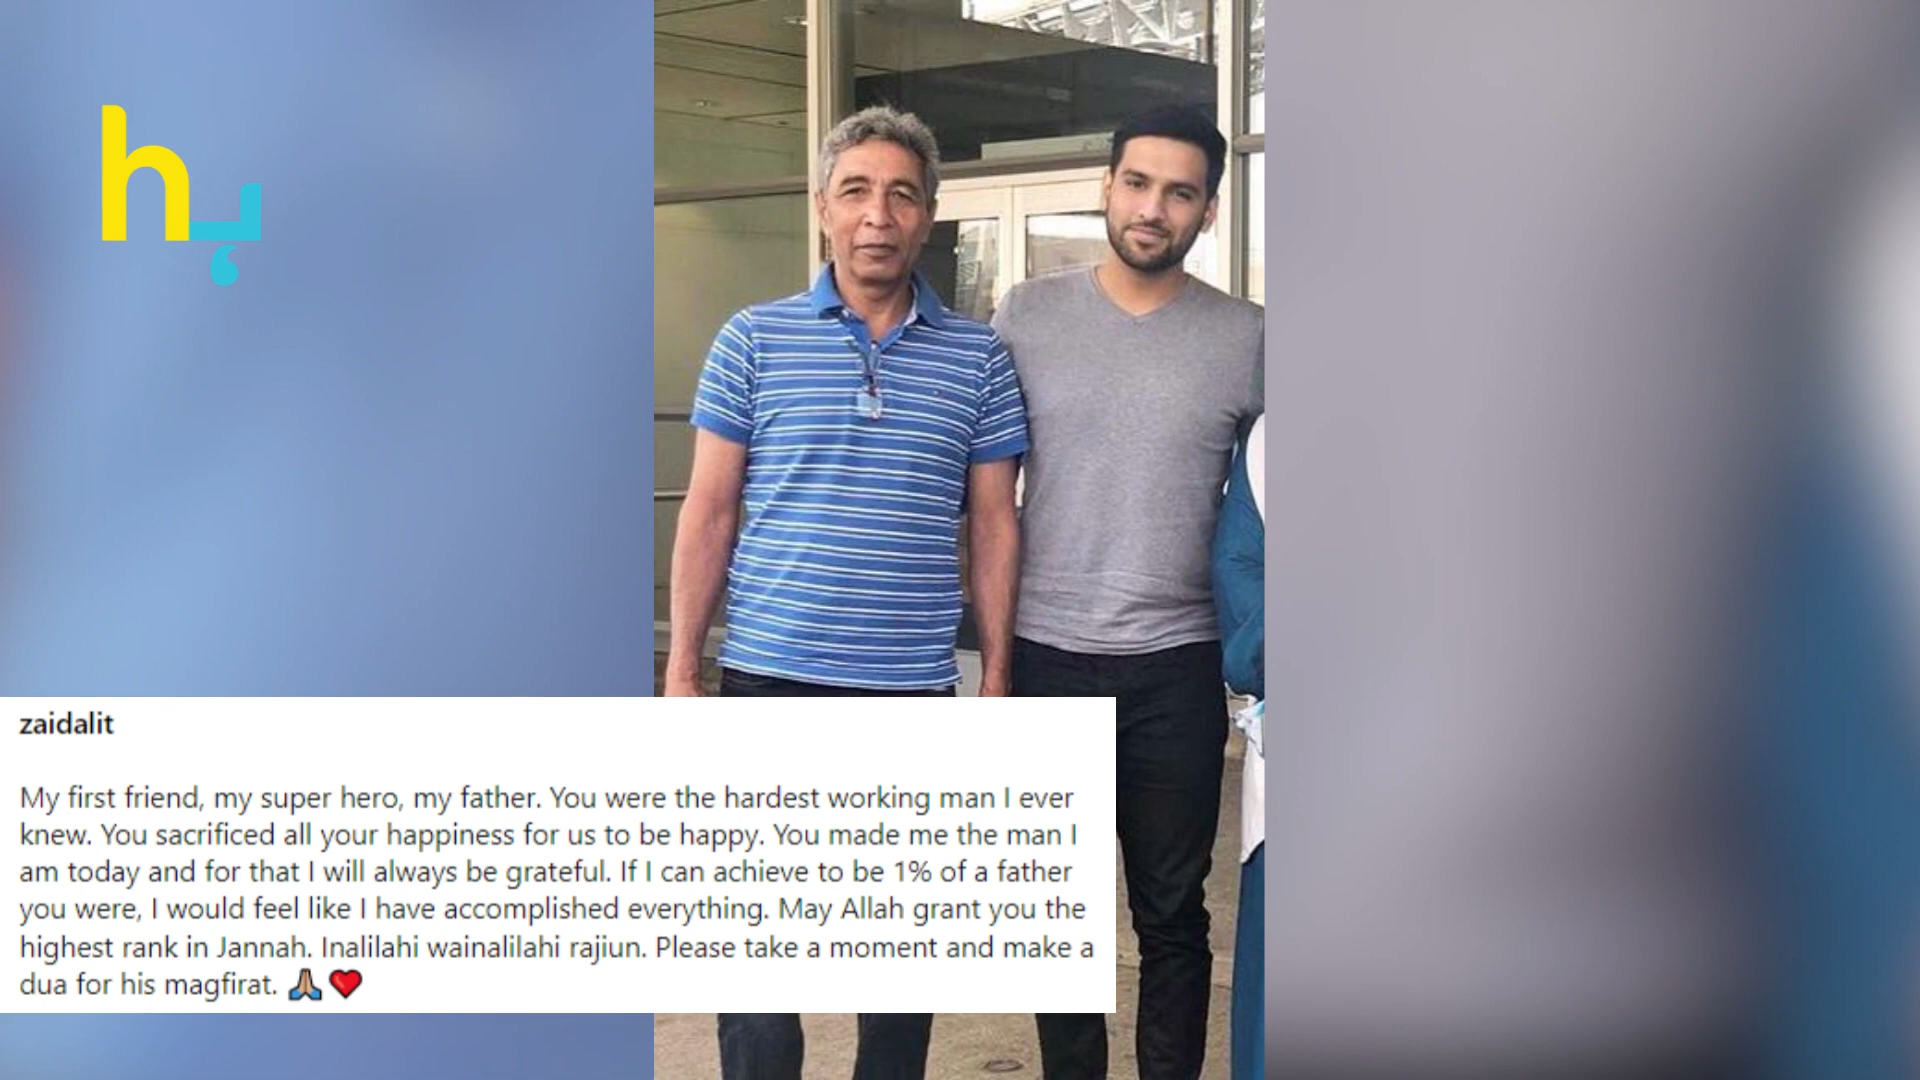 zaidalit
My first friend, my super hero, my father. You were the hardest working man I ever
knew. You sacrificed all your happiness for us to be happy. You made me the man I
am today and for that I will always be grateful. If I can achieve to be 1% of a father
you were, I would feel like I have accomplished everything. May Allah grant you the
highest rank in Jannah. Inalilahi wainalilahi rajiun. Please take a moment and make a
dua for his magfirat. 🙏🏽❤️